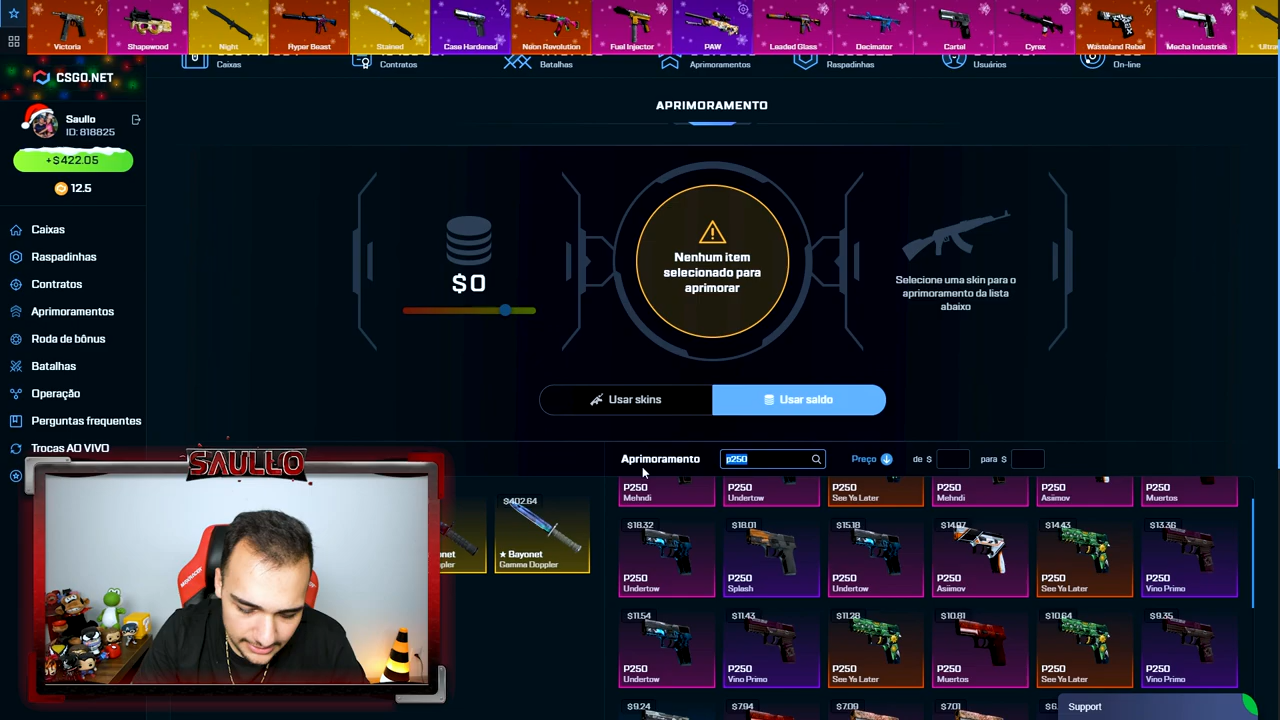 Victoria
Shapewood
Night
Hyper Beast
Stained
Case Hardened
Neon Revolution
Fuel Injector
PAW
Leaded Glass
Decimator
Cartel
Cyrex
Wasteland Rebel
Mecha Industries
CSGO.NET
Caixas
Contratos
Batalhas
Aprimoramentos
Raspadinhas
Usuários
On-line
Saullo
ID: 818825
+$422.05
12.5
Caixas
Raspadinhas
Contratos
Aprimoramentos
Roda de bônus
Batalhas
Operação
Perguntas frequentes
Trocas AO VIVO
APRIMORAMENTO
$0
Nenhum item
selecionado para
aprimorar
Selecione uma skin para o
aprimoramento da lista
abaixo
Usar skins
Usar saldo
Aprimoramento
p250
Preço
de $
para $
SAULLO
$402.64
★ Bayonet
Gamma Doppler
P250
Mehndi
P250
Undertow
P250
See Ya Later
P250
Mehndi
P250
Asiimov
P250
Muertos
$18.32
P250
Undertow
$18.01
P250
Splash
$15.18
P250
Undertow
$14.97
P250
Asiimov
$14.43
P250
See Ya Later
$13.36
P250
Vino Primo
$11.54
P250
Undertow
$11.43
P250
Vino Primo
$11.28
P250
See Ya Later
$10.81
P250
Muertos
$10.64
P250
See Ya Later
$9.35
P250
Vino Primo
$9.24
$7.94
$7.09
$7.01
Support